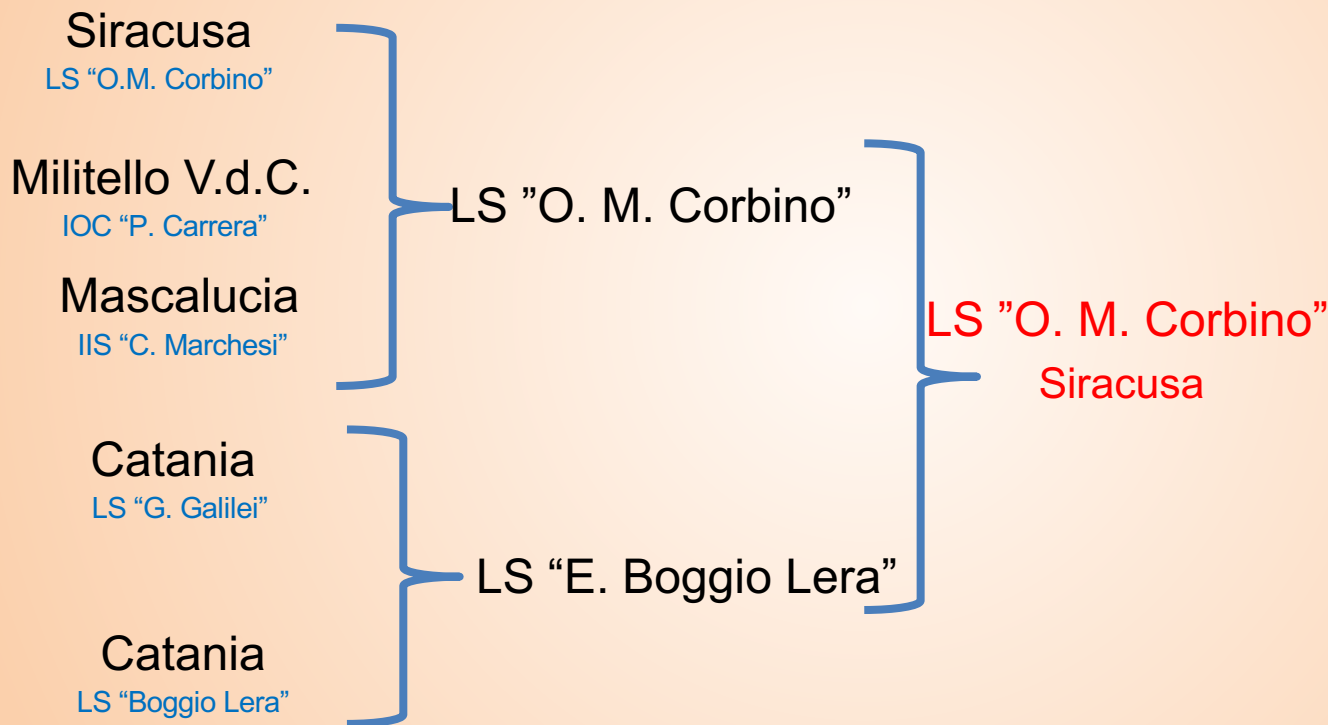 Siracusa
LS “O.M. Corbino”
Militello V.d.C.
IOC “P. Carrera”
Mascalucia
IIS “C. Marchesi”
Catania
LS “G. Galilei”
Catania
LS “Boggio Lera”
LS ”O. M. Corbino”
LS “E. Boggio Lera”
LS ”O. M. Corbino”
Siracusa